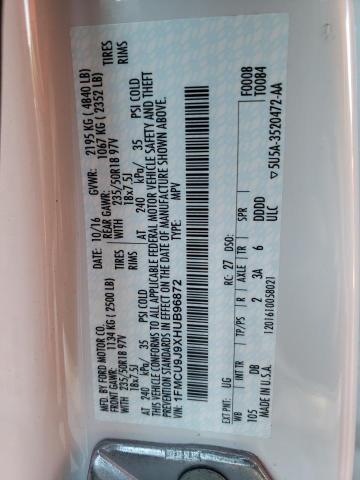 MFD. BY FORD MOTOR CO.
DATE: 10/16 GVWR: 2195 KG ( 4840 LB)
FRONT GAWR: 1134 KG ( 2500 LB) REAR GAWR: 1067 KG ( 2352 LB)
235/50R18 97V TIRES WITH 235/50R18 97V TIRES
18x7.5J RIMS 18x7.5J RIMS
AT 240 kPa/ 35 PSI COLD AT 240 kPa/ 35 PSI COLD
THIS VEHICLE CONFORMS TO ALL APPLICABLE FEDERAL MOTOR VEHICLE SAFETY AND THEFT
PREVENTION STANDARDS IN EFFECT ON THE DATE OF MANUFACTURE SHOWN ABOVE.
VIN: 1FMCU9J9XHUB96872
TYPE: MPV
F0008
T0084
EXT PNT: UG RC: 27 DSO:
WB INT TR TP/PS R AXLE TR SPR
105 DB 2 3A 6 DDDD
MADE IN U.S.A. 120161005B021 ULC
5U5A-3520472-AA